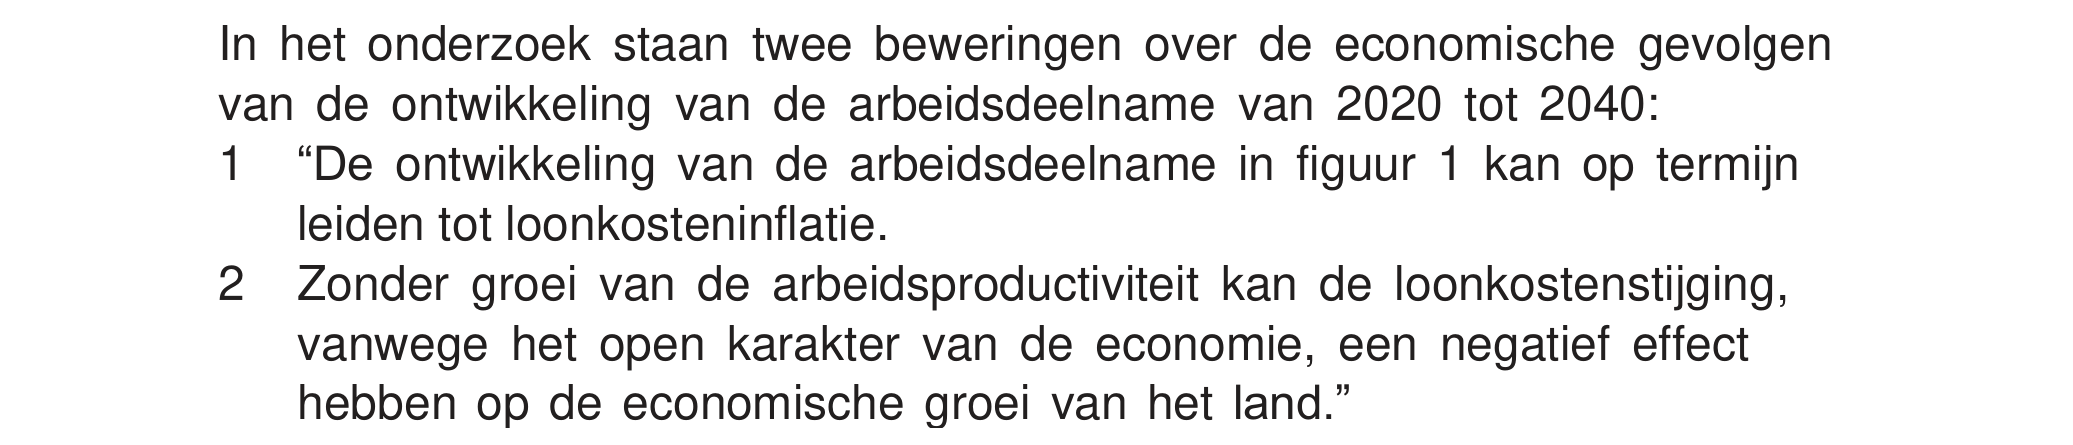 In het onderzoek staan twee beweringen over de economische gevolgen
van de ontwikkeling van de arbeidsdeelname van 2020 tot 2040:
1 “De ontwikkeling van de arbeidsdeelname in figuur 1 kan op termijn
leiden tot loonkosteninflatie.
2 Zonder groei van de arbeidsproductiviteit kan de loonkostenstijging,
vanwege het open karakter van de economie, een negatief effect
hebben op de economische groei van het land.”